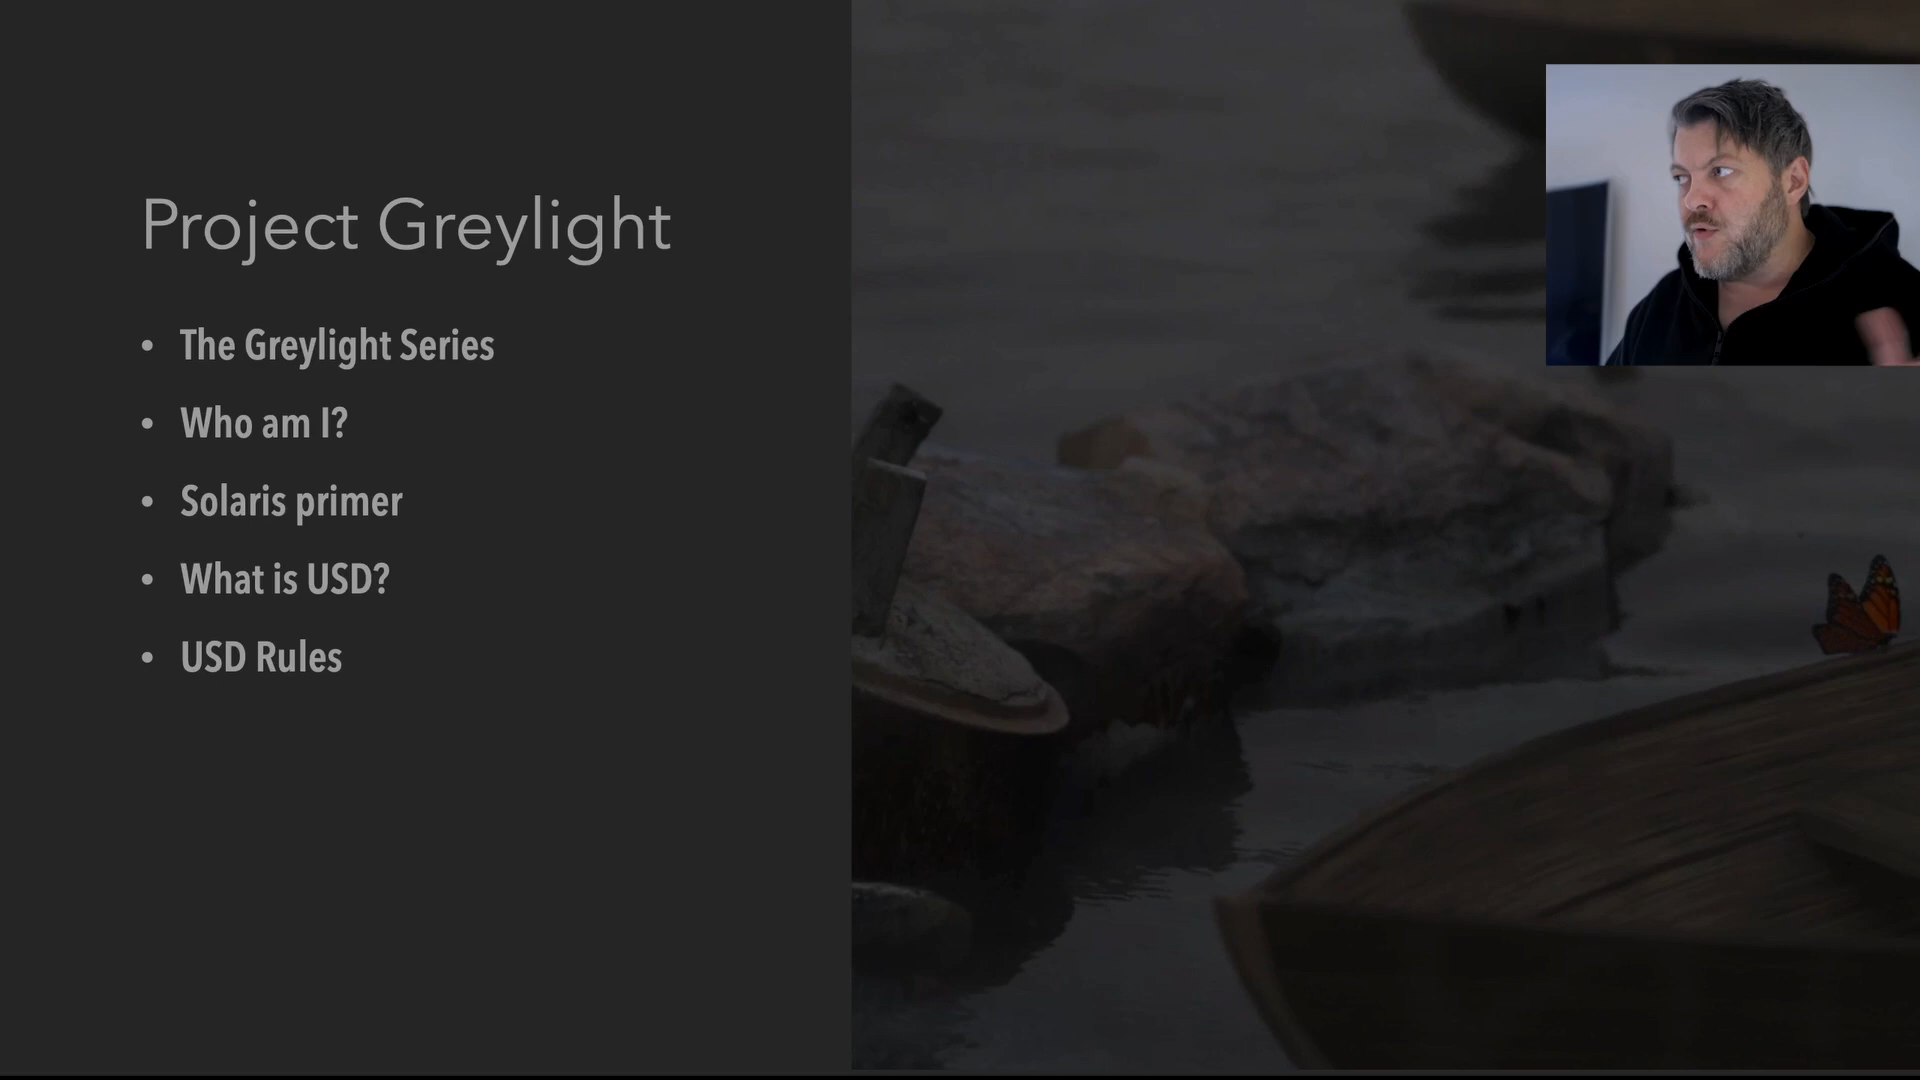 Project Greylight
• The Greylight Series
• Who am I?
• Solaris primer
• What is USD?
• USD Rules